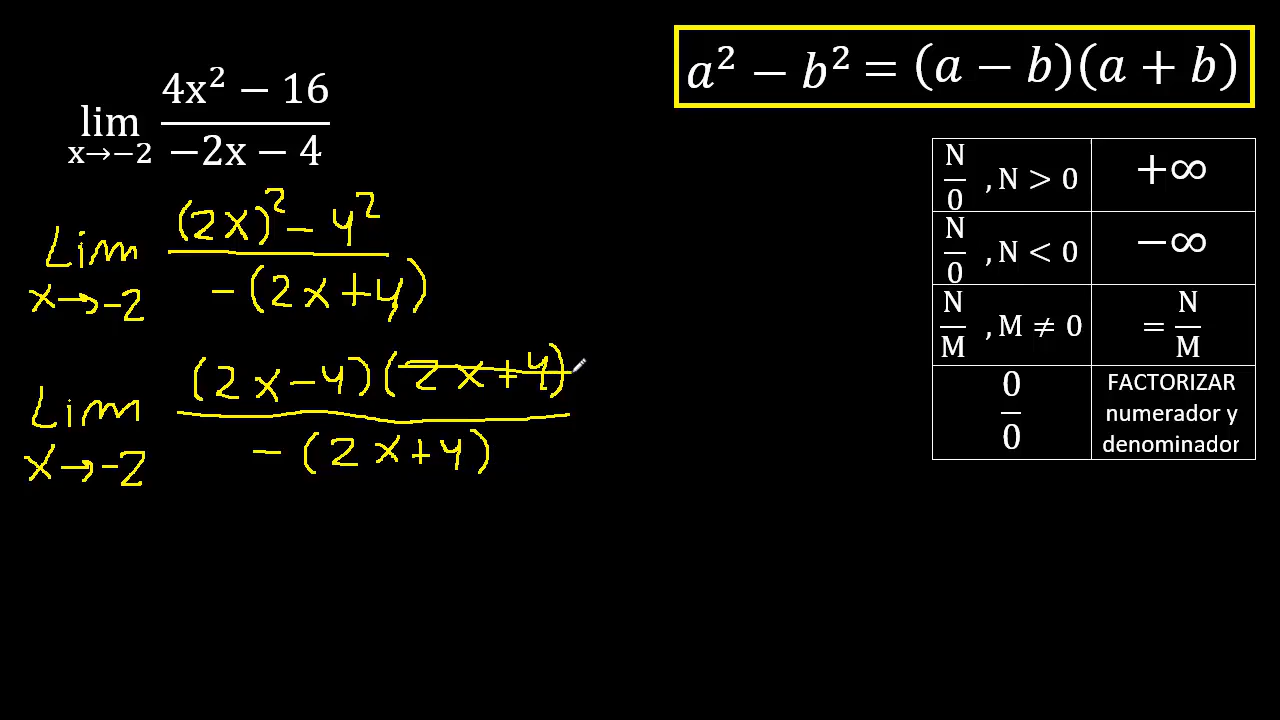 lim x→−2 (4x² − 16)/(−2x − 4)
Lim x→-2 ((2x)² - 4²)/(-(2x+4))
Lim x→-2 ((2x-4)(2x+4))/(-(2x+4))
a² − b² = (a − b)(a + b)
N/0 , N > 0 +∞
N/0 , N < 0 −∞
N/M , M ≠ 0 = N/M
0/0 FACTORIZAR
numerador y
denominador